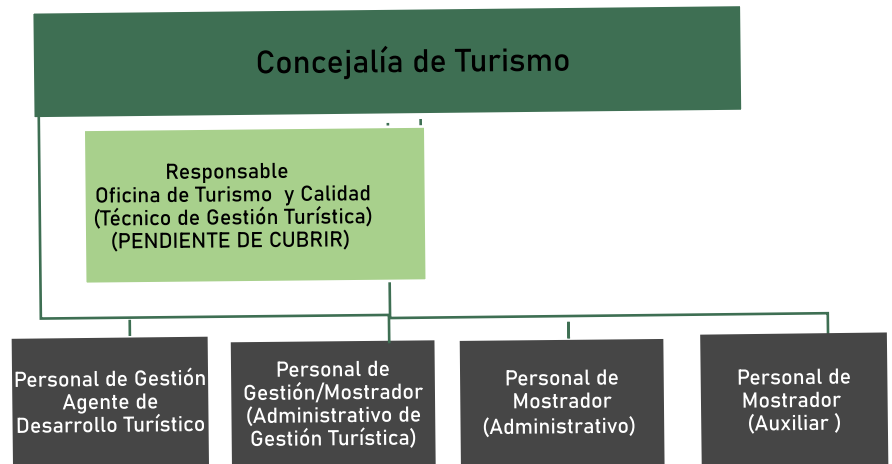 Concejalía de Turismo
Responsable
Oficina de Turismo y Calidad
(Técnico de Gestión Turística)
(PENDIENTE DE CUBRIR)
Personal de Gestión
Agente de
Desarrollo Turístico
Personal de
Gestión/Mostrador
(Administrativo de
Gestión Turística)
Personal de
Mostrador
(Administrativo)
Personal de
Mostrador
(Auxiliar )